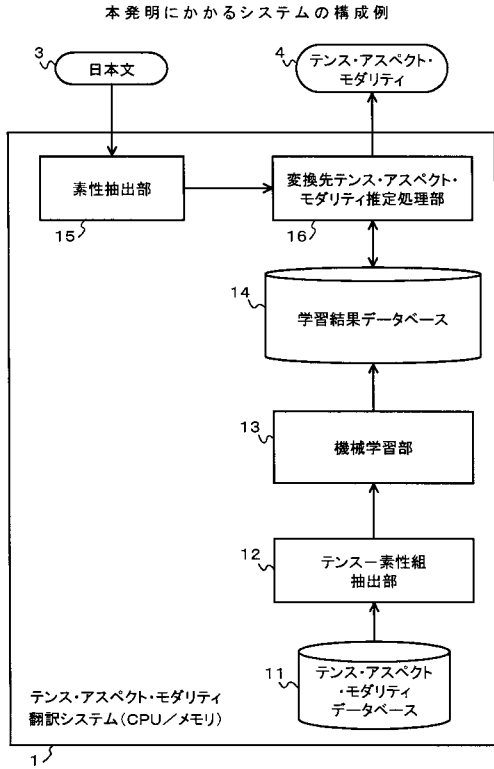 本発明にかかるシステムの構成例
3
日本文
4
テンス・アスペクト・
モダリティ
素性抽出部
15
変換先テンス・アスペクト・
モダリティ推定処理部
16
14
学習結果データベース
13
機械学習部
12
テンスー素性組
抽出部
11
テンス・アスペクト
・モダリティ
データベース
テンス・アスペクト・モダリティ
翻訳システム(CPU/メモリ)
1